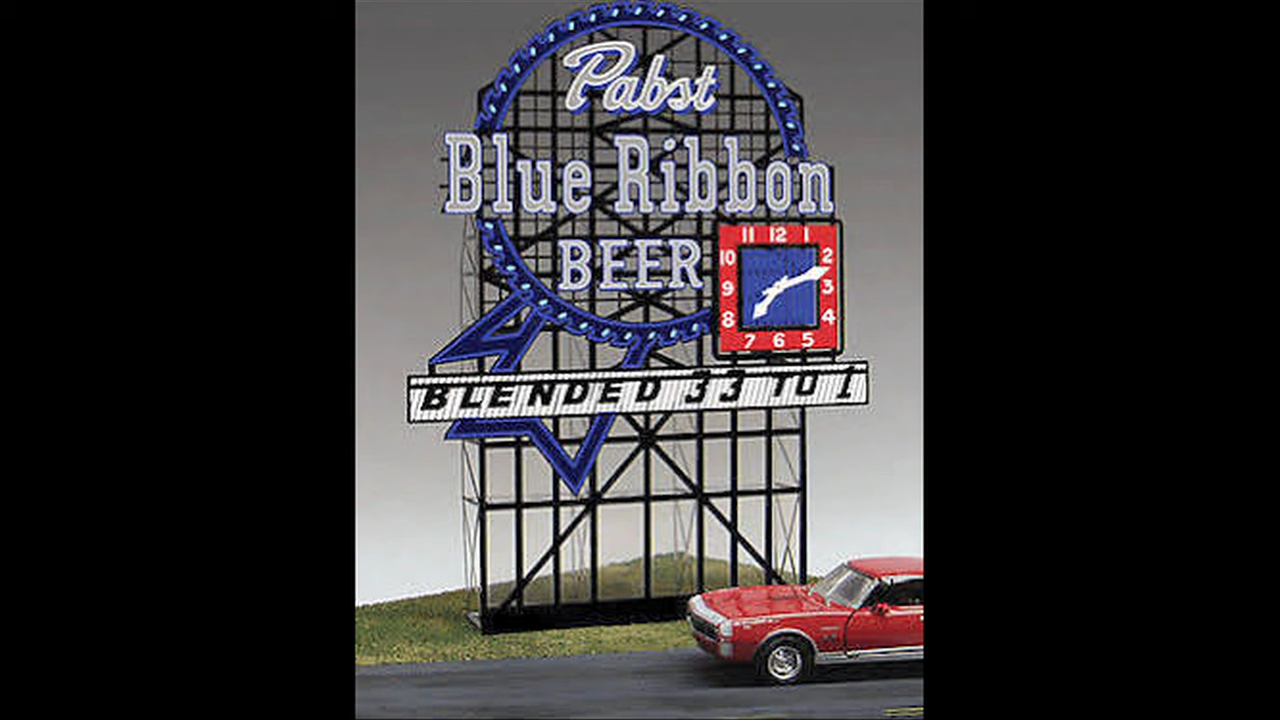 Pabst
Blue Ribbon
BEER
11 12 1
10 2
9 3
8 4
7 6 5
BLENDED 33 TO 1